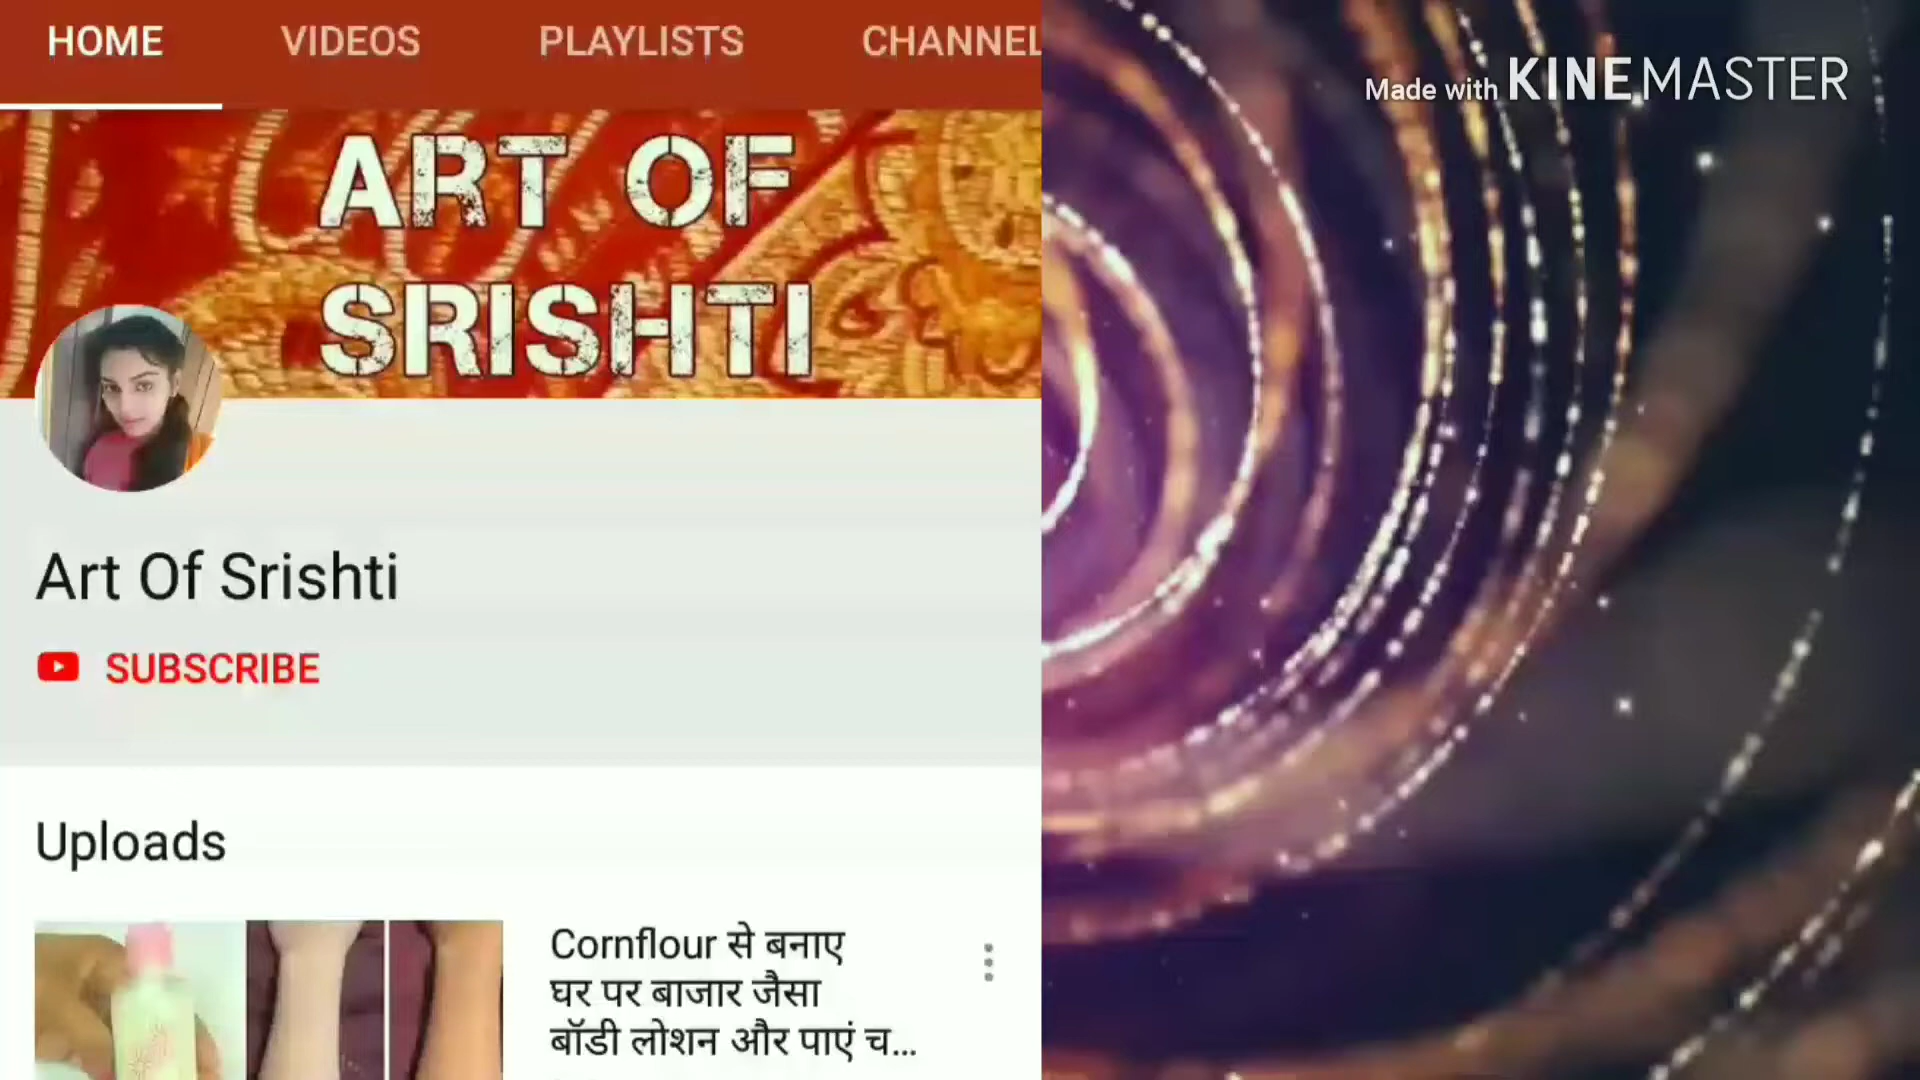 HOME VIDEOS PLAYLISTS CHANNEL
Made with KINEMASTER
ART OF
SRISHTI
Art Of Srishti
SUBSCRIBE
Uploads
Cornflour से बनाए
घर पर बाजार जैसा
बॉडी लोशन और पाएं च...